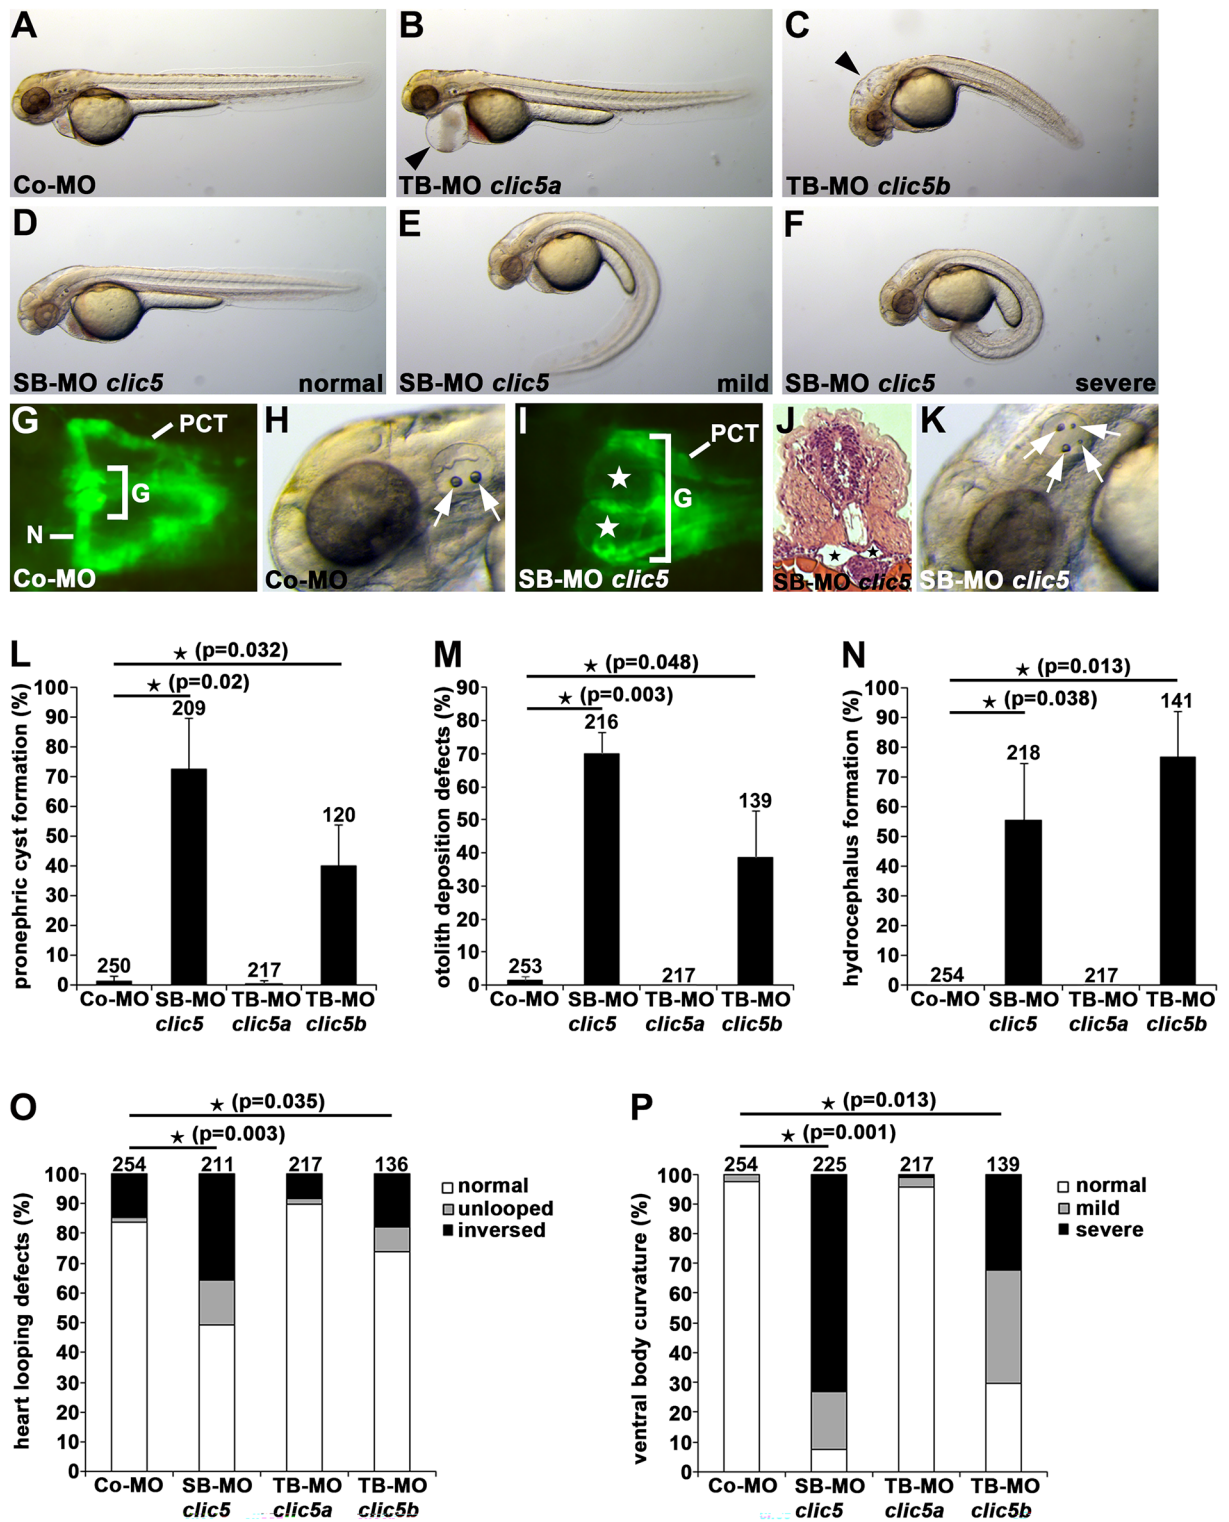 A
B
C
Co-MO
TB-MO clic5a
TB-MO clic5b
D
E
F
SB-MO clic5 normal
SB-MO clic5 mild
SB-MO clic5 severe
G
PCT
H
I
PCT
J
K
G
G
N
Co-MO
Co-MO
SB-MO clic5
SB-MO clic5
SB-MO clic5
L
★ (p=0.032)
★ (p=0.02)
pronephric cyst formation (%)
100
90
80
70
60
50
40
30
20
10
0
250
209
217
120
Co-MO
SB-MO clic5
TB-MO clic5a
TB-MO clic5b
M
★ (p=0.048)
★ (p=0.003)
otolith deposition defects (%)
90
80
70
60
50
40
30
20
10
0
253
216
217
139
Co-MO
SB-MO clic5
TB-MO clic5a
TB-MO clic5b
N
★ (p=0.013)
★ (p=0.038)
hydrocephalus formation (%)
100
90
80
70
60
50
40
30
20
10
0
254
218
217
141
Co-MO
SB-MO clic5
TB-MO clic5a
TB-MO clic5b
O
★ (p=0.035)
★ (p=0.003)
heart looping defects (%)
100
90
80
70
60
50
40
30
20
10
0
254
211
217
136
normal
unlooped
inversed
Co-MO
SB-MO clic5
TB-MO clic5a
TB-MO clic5b
P
★ (p=0.013)
★ (p=0.001)
ventral body curvature (%)
100
90
80
70
60
50
40
30
20
10
0
254
225
217
139
normal
mild
severe
Co-MO
SB-MO clic5
TB-MO clic5a
TB-MO clic5b